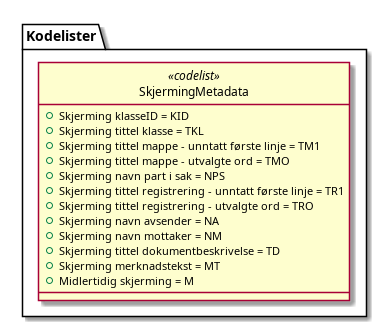 Kodelister
«codelist»
SkjermingMetadata
Skjerming klasseID = KID
Skjerming tittel klasse = TKL
Skjerming tittel mappe - unntatt første linje = TM1
Skjerming tittel mappe - utvalgte ord = TMO
Skjerming navn part i sak = NPS
Skjerming tittel registrering - unntatt første linje = TR1
Skjerming tittel registrering - utvalgte ord = TRO
Skjerming navn avsender = NA
Skjerming navn mottaker = NM
Skjerming tittel dokumentbeskrivelse = TD
Skjerming merknadstekst = MT
Midlertidig skjerming = M